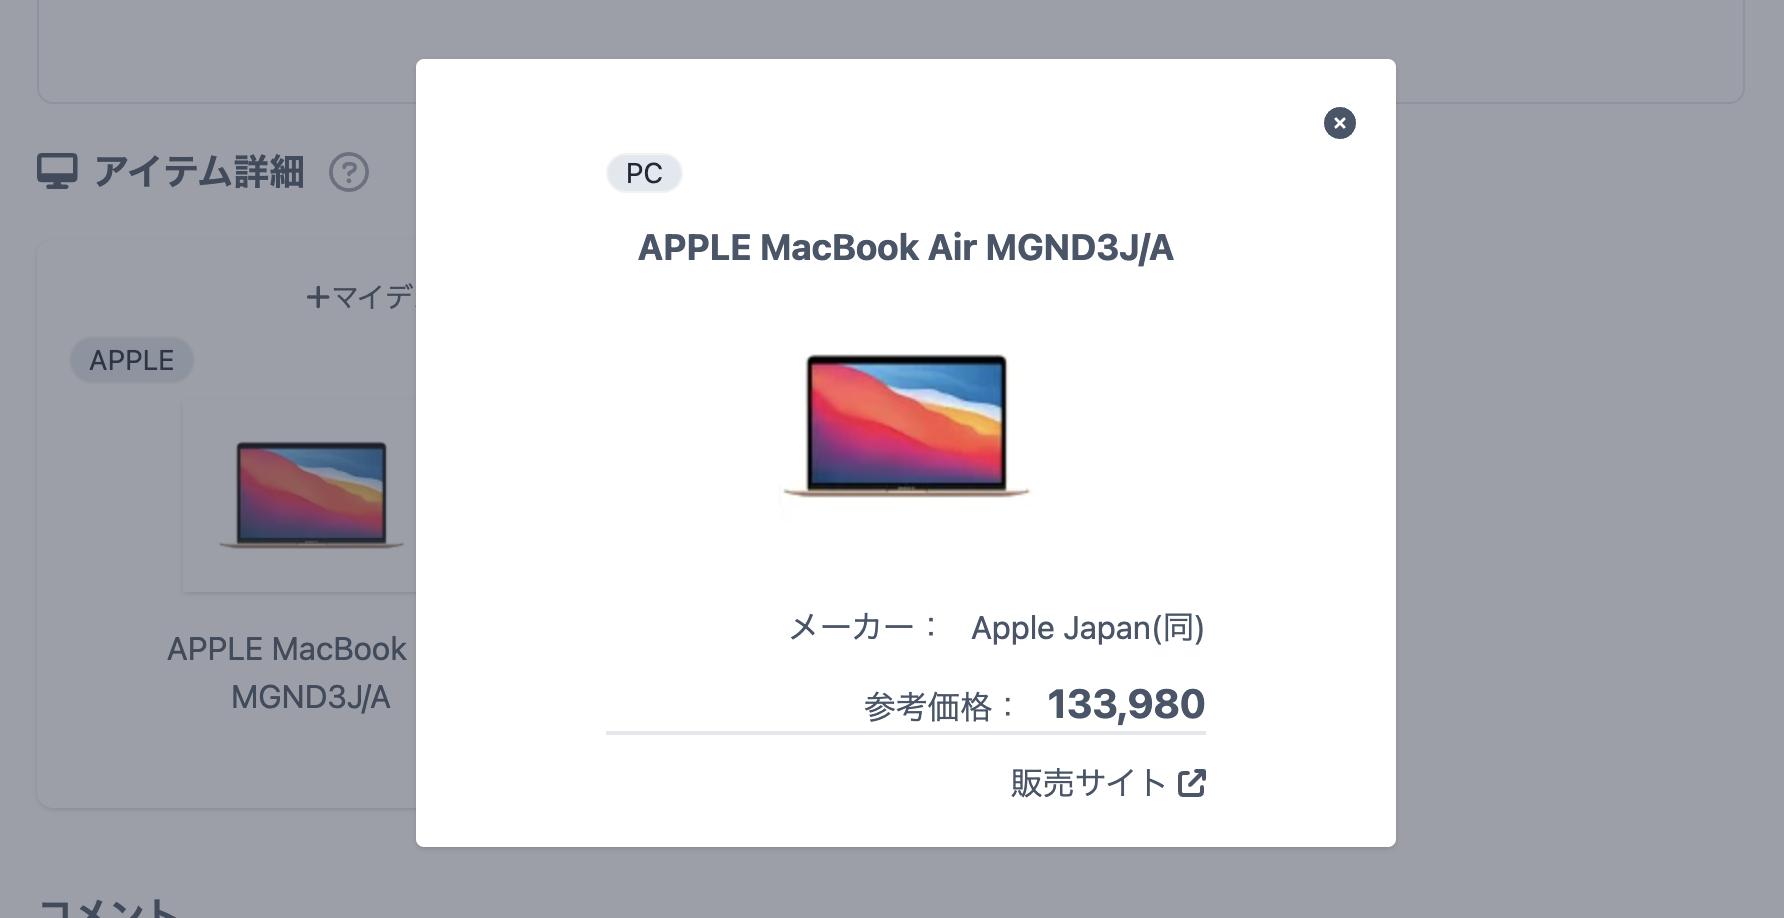 アイテム詳細 ?
+マイデ
APPLE
APPLE MacBook
MGND3J/A
コメント
PC
APPLE MacBook Air MGND3J/A
メーカー： Apple Japan(同)
参考価格： 133,980
販売サイト